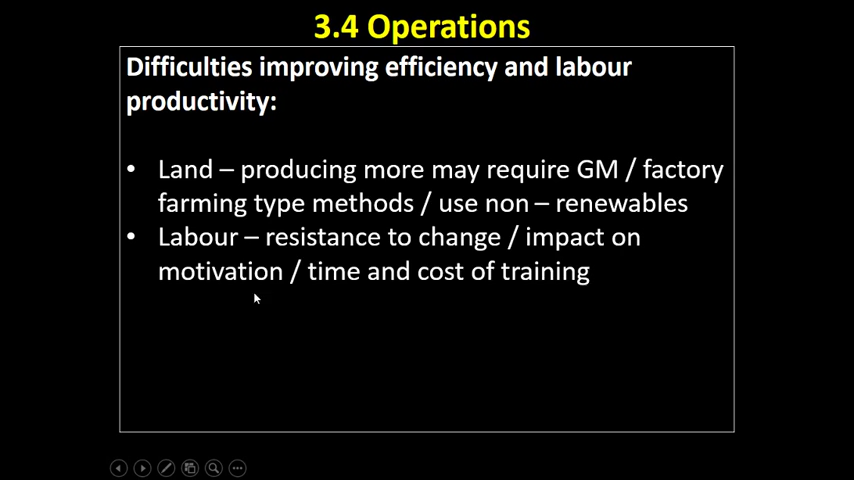 3.4 Operations
Difficulties improving efficiency and labour
productivity:
• Land – producing more may require GM / factory
farming type methods / use non – renewables
• Labour – resistance to change / impact on
motivation / time and cost of training